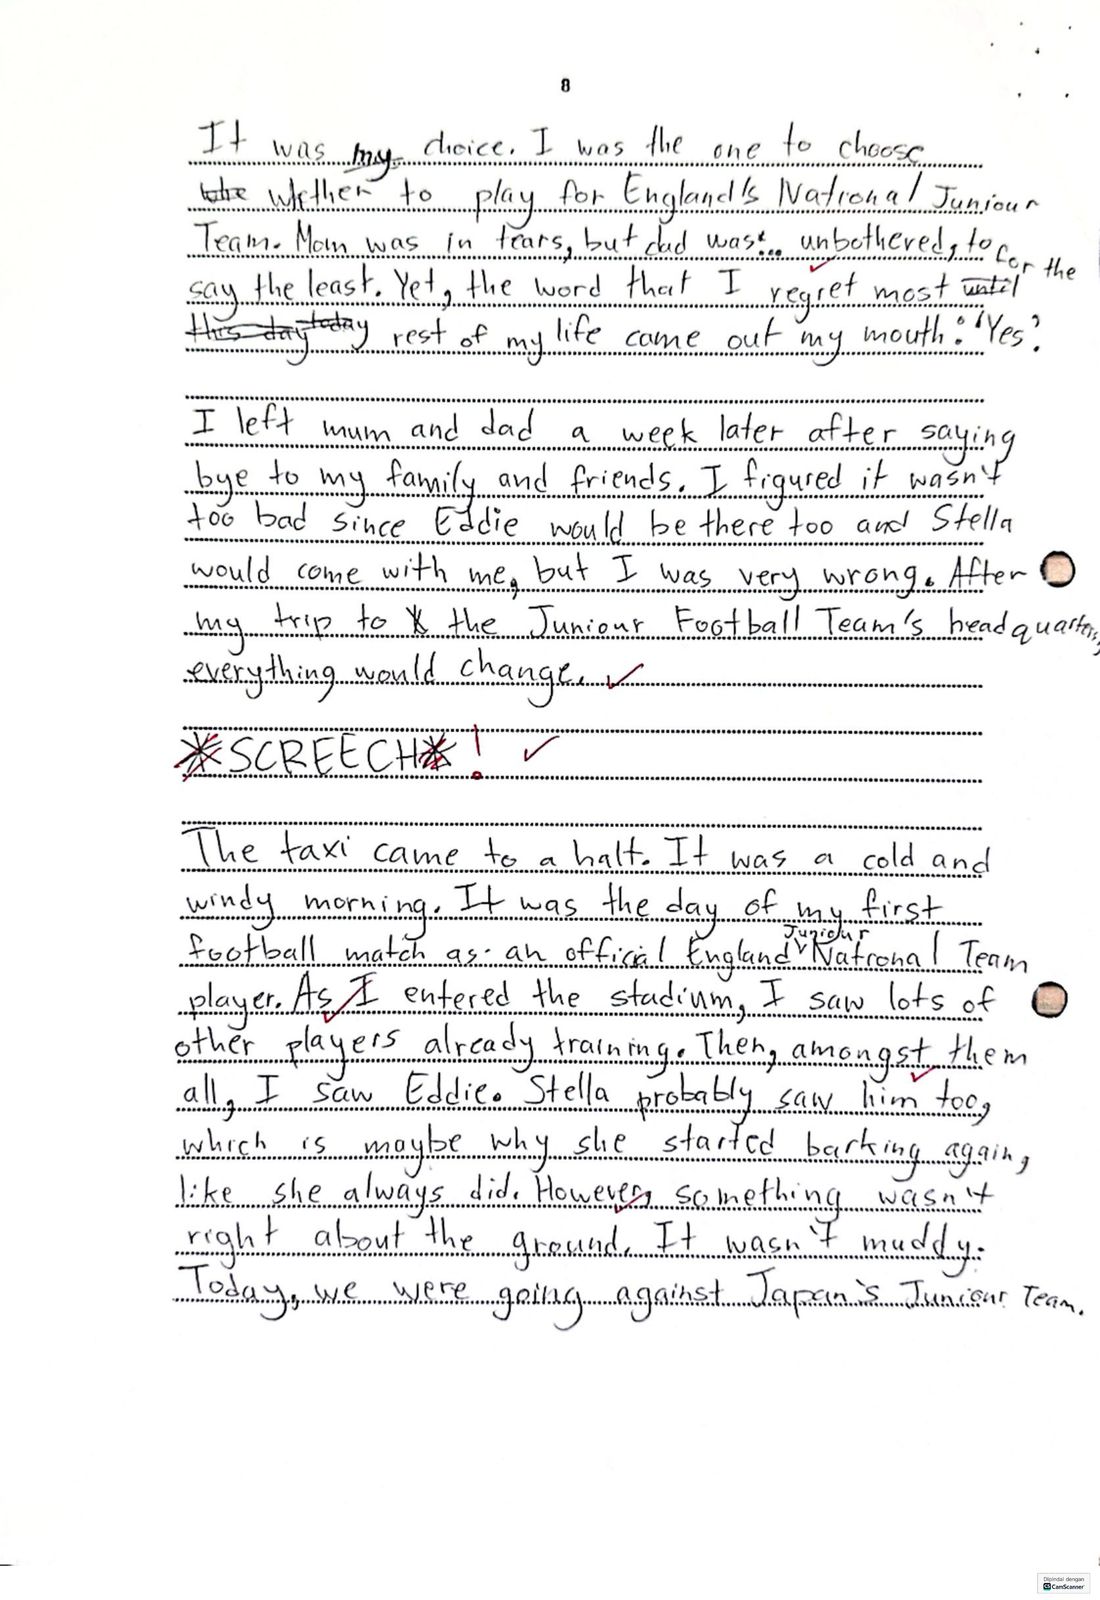 8
It was my choice. I was the one to choose
whether to play for England's National Juniour
Team. Mom was in tears, but dad was... unbothered, to
say the least. Yet, the word that I regret most until for the
this day today rest of my life came out my mouth: 'Yes'.
I left mum and dad a week later after saying
bye to my family and friends. I figured it wasn't
too bad since Eddie would be there too and Stella
would come with me, but I was very wrong. After
my trip to the Juniour Football Team's headquarters,
everything would change.
*SCREECH*!
The taxi came to a halt. It was a cold and
windy morning. It was the day of my first
football match as an official England Juniour National Team
player. As I entered the stadium, I saw lots of
other players already training. Then, amongst them
all, I saw Eddie. Stella probably saw him too,
which is maybe why she started barking again,
like she always did. However, something wasn't
right about the ground. It wasn't muddy.
Today, we were going against Japan's Juniour Team.
Dipindai dengan
CS CamScanner